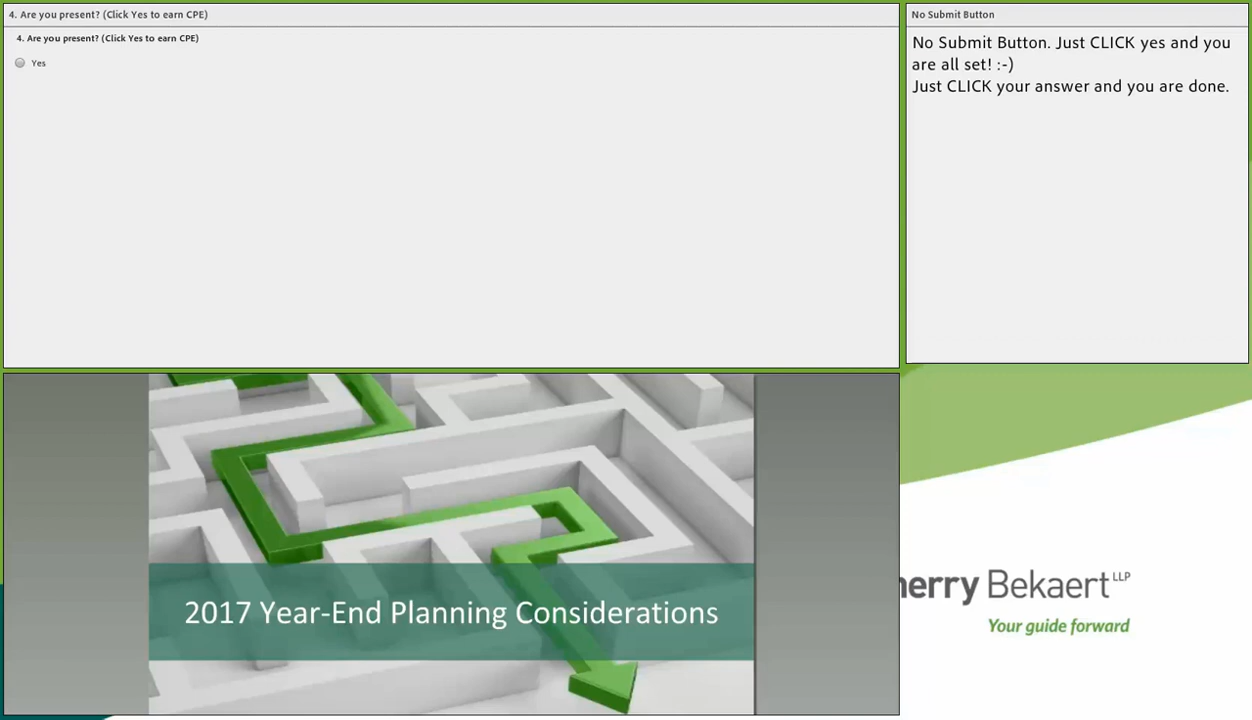 4. Are you present? (Click Yes to earn CPE)
4. Are you present? (Click Yes to earn CPE)
Yes
No Submit Button
No Submit Button. Just CLICK yes and you
are all set! :-)
Just CLICK your answer and you are done.
2017 Year-End Planning Considerations
herry Bekaert LLP
Your guide forward